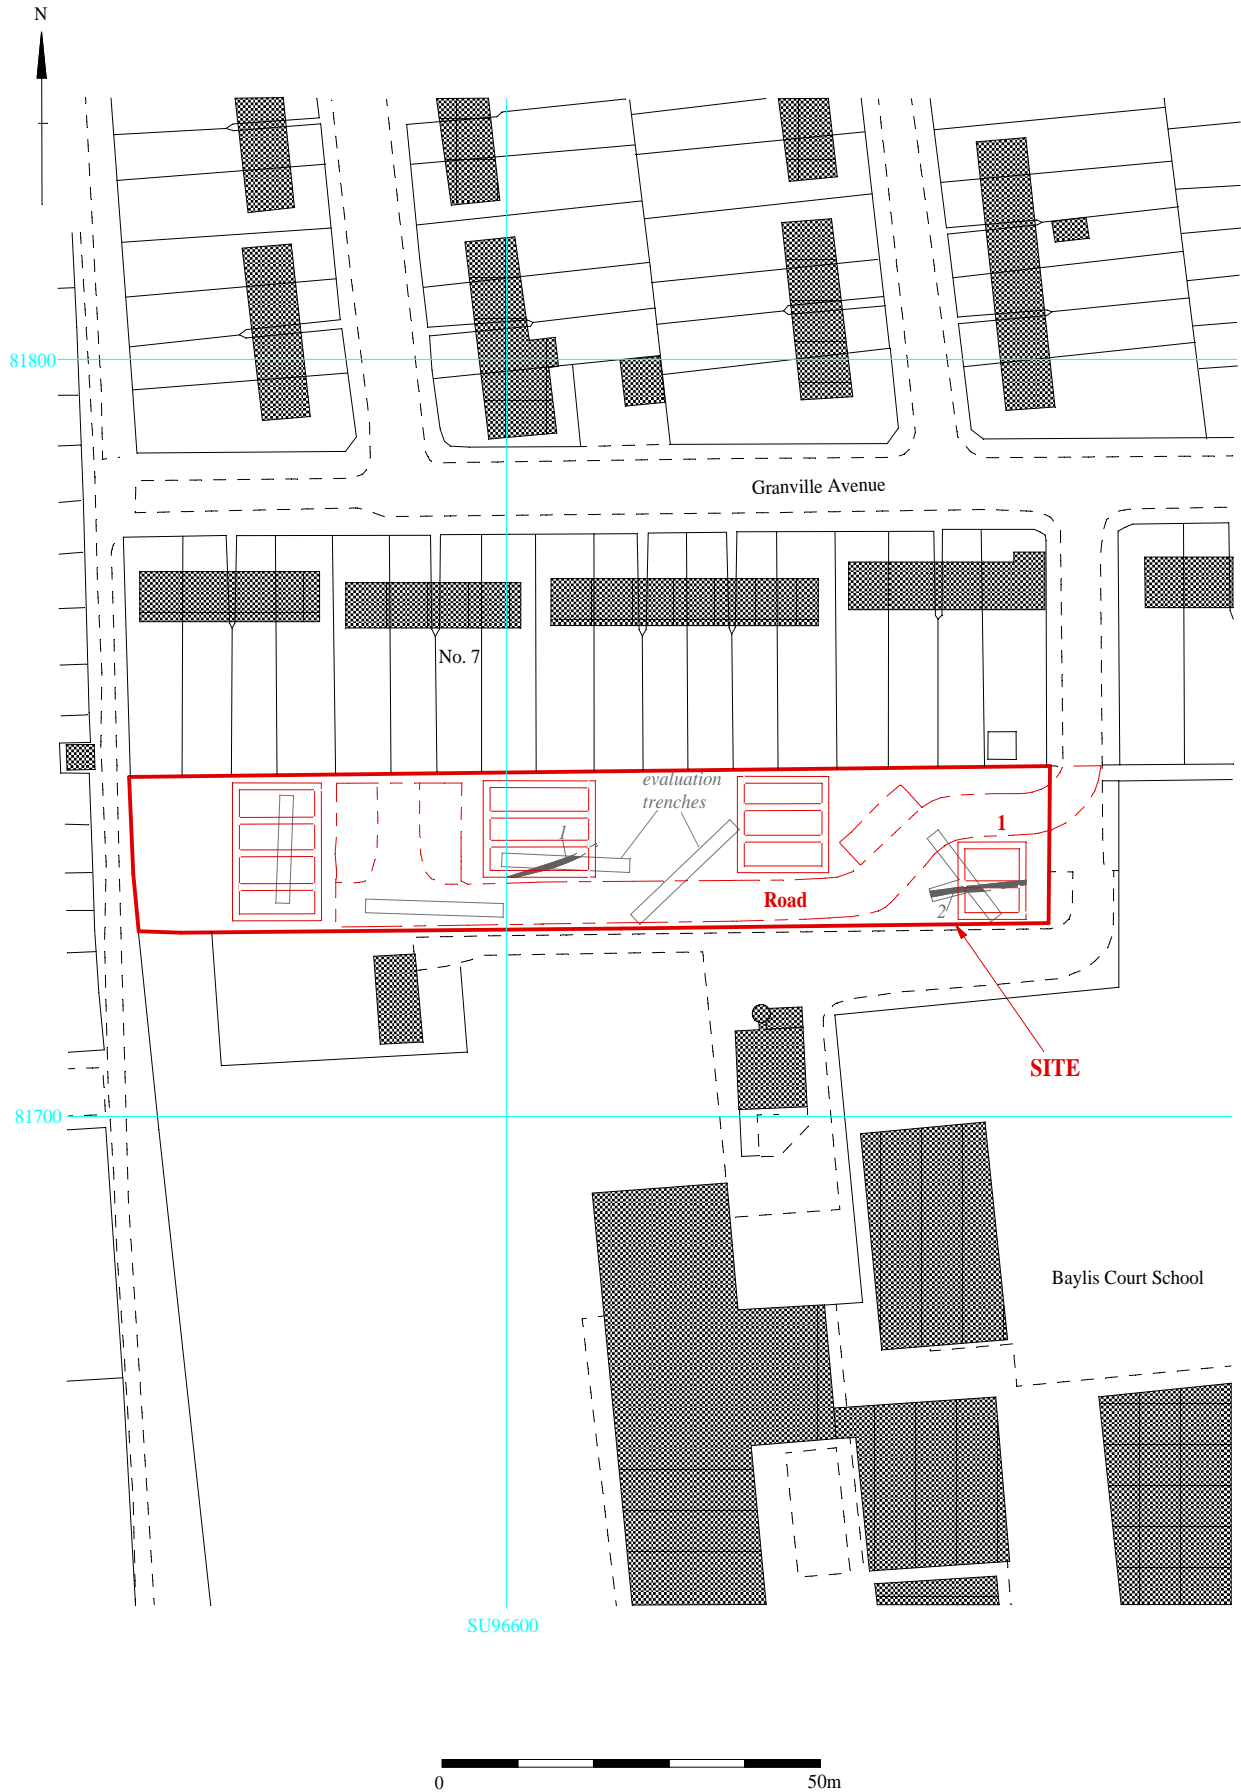 N
81800
Granville Avenue
No. 7
evaluation
trenches
1
1
Road
2
SITE
81700
Baylis Court School
SU96600
0
50m